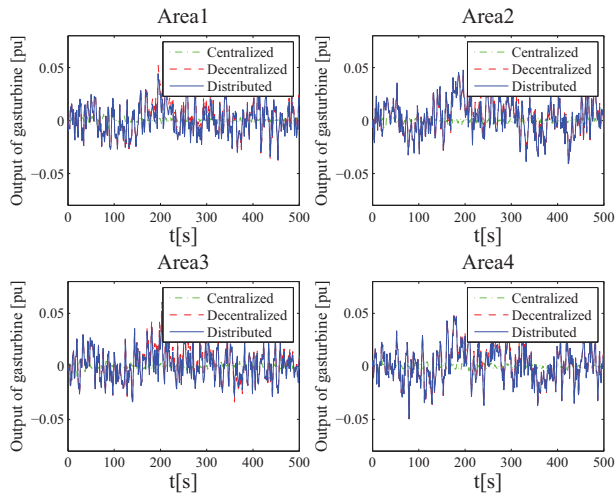 Area1
Output of gasturbine [pu]
0.05
0
−0.05
Centralized
Decentralized
Distributed
0 100 200 300 400 500
t[s]
Area2
Output of gasturbine [pu]
0.05
0
−0.05
Centralized
Decentralized
Distributed
0 100 200 300 400 500
t[s]
Area3
Output of gasturbine [pu]
0.05
0
−0.05
Centralized
Decentralized
Distributed
0 100 200 300 400 500
t[s]
Area4
Output of gasturbine [pu]
0.05
0
−0.05
Centralized
Decentralized
Distributed
0 100 200 300 400 500
t[s]